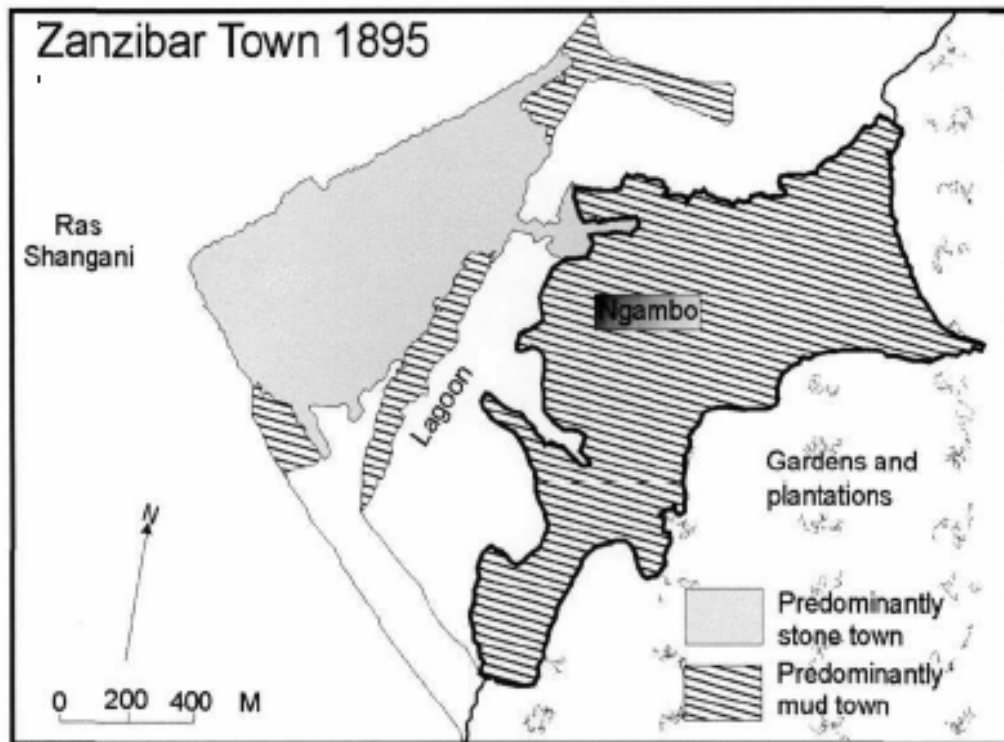 Zanzibar Town 1895
Ras
Shangani
Ngambo
Lagoon
Gardens and
plantations
N
Predominantly
stone town
Predominantly
mud town
0 200 400 M